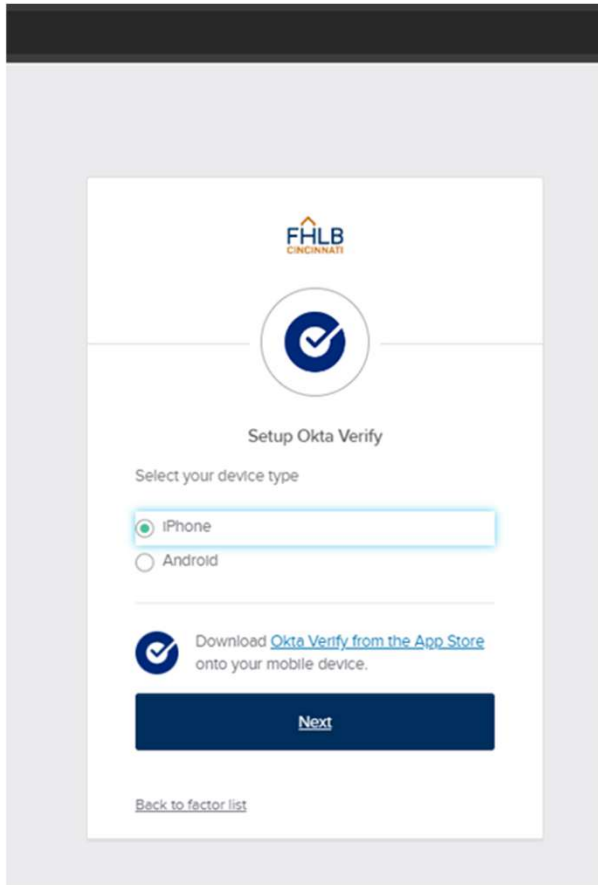 FHLB
CINCINNATI
Setup Okta Verify
Select your device type
iPhone
Android
Download Okta Verify from the App Store
onto your mobile device.
Next
Back to factor list